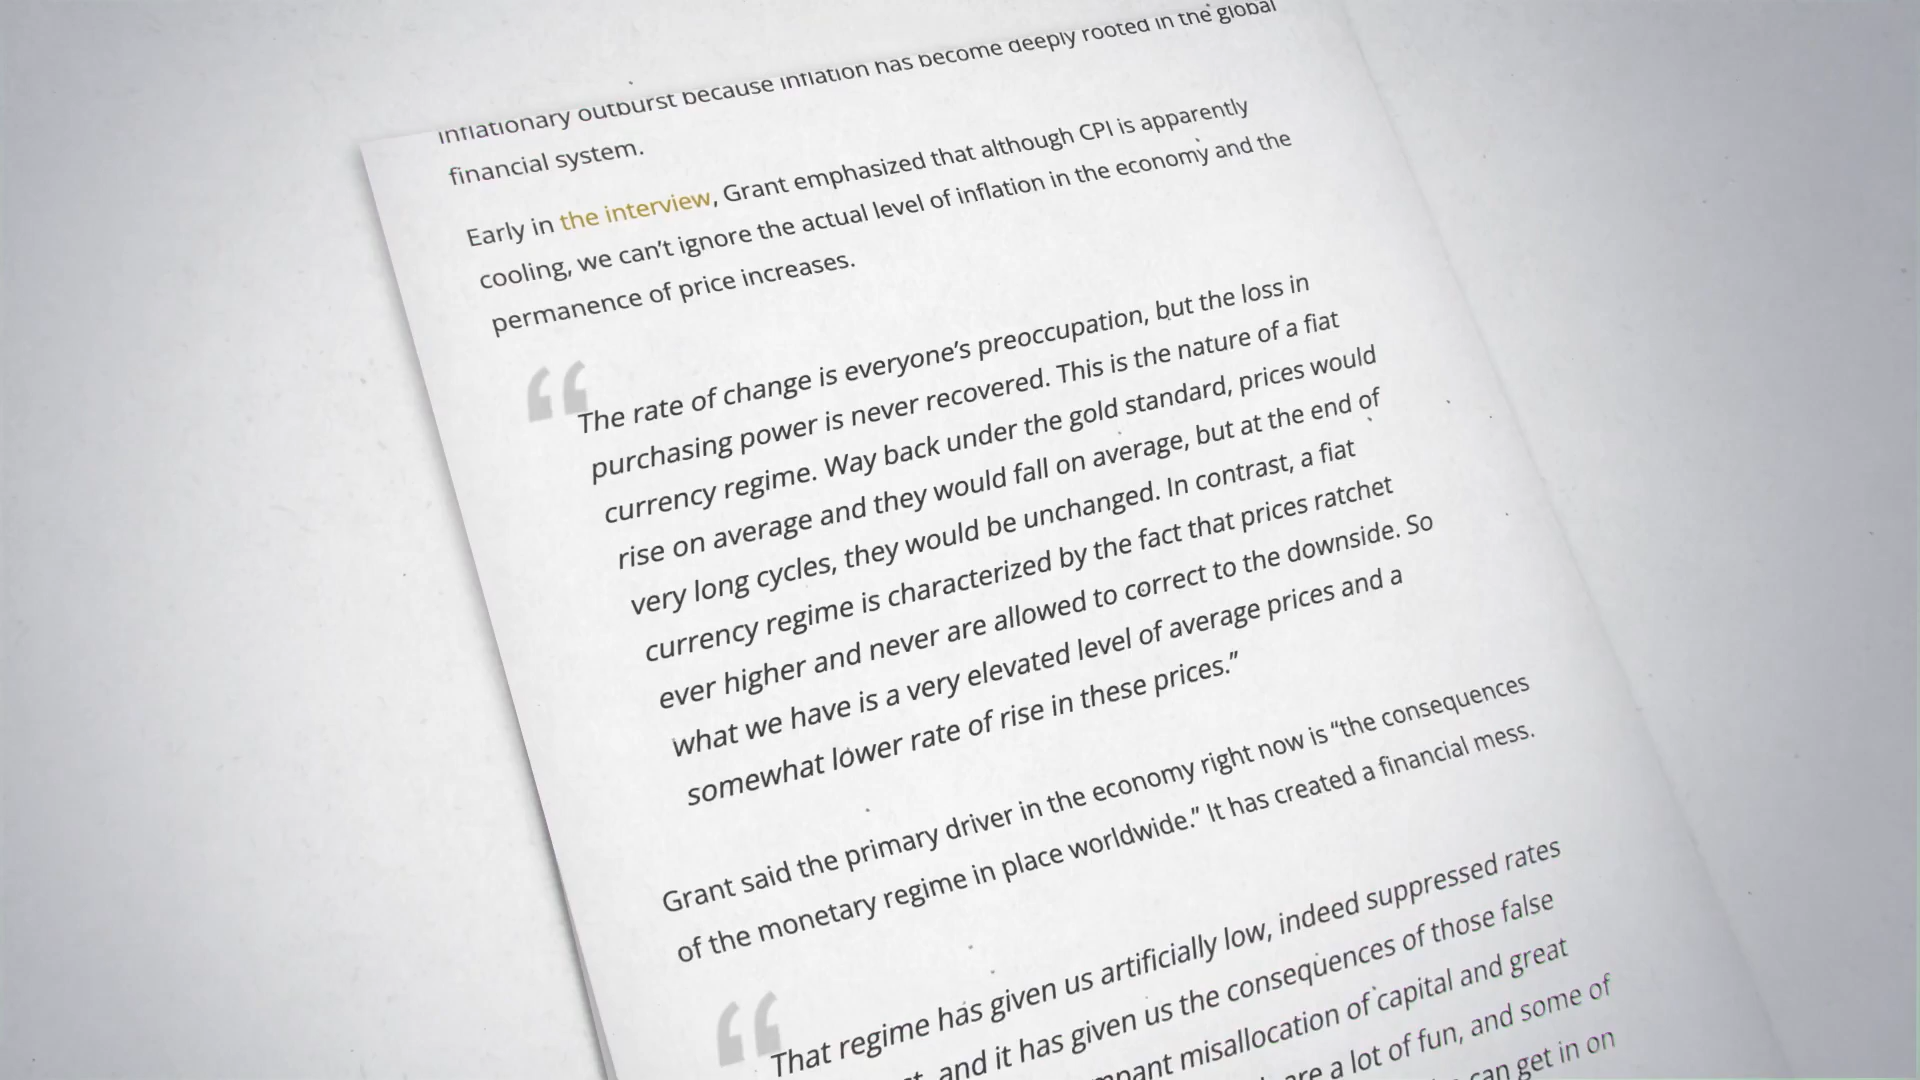 inflationary outburst because inflation has become deeply rooted in the global
financial system.
Early in the interview, Grant emphasized that although CPI is apparently
cooling, we can’t ignore the actual level of inflation in the economy and the
permanence of price increases.
“
The rate of change is everyone’s preoccupation, but the loss in
purchasing power is never recovered. This is the nature of a fiat
currency regime. Way back under the gold standard, prices would
rise on average and they would fall on average, but at the end of
very long cycles, they would be unchanged. In contrast, a fiat
currency regime is characterized by the fact that prices ratchet
ever higher and never are allowed to correct to the downside. So
what we have is a very elevated level of average prices and a
somewhat lower rate of rise in these prices.”
Grant said the primary driver in the economy right now is “the consequences
of the monetary regime in place worldwide.” It has created a financial mess.
“
That regime has given us artificially low, indeed suppressed rates
and it has given us the consequences of those false
misallocation of capital and great
are a lot of fun, and some of
can get in on